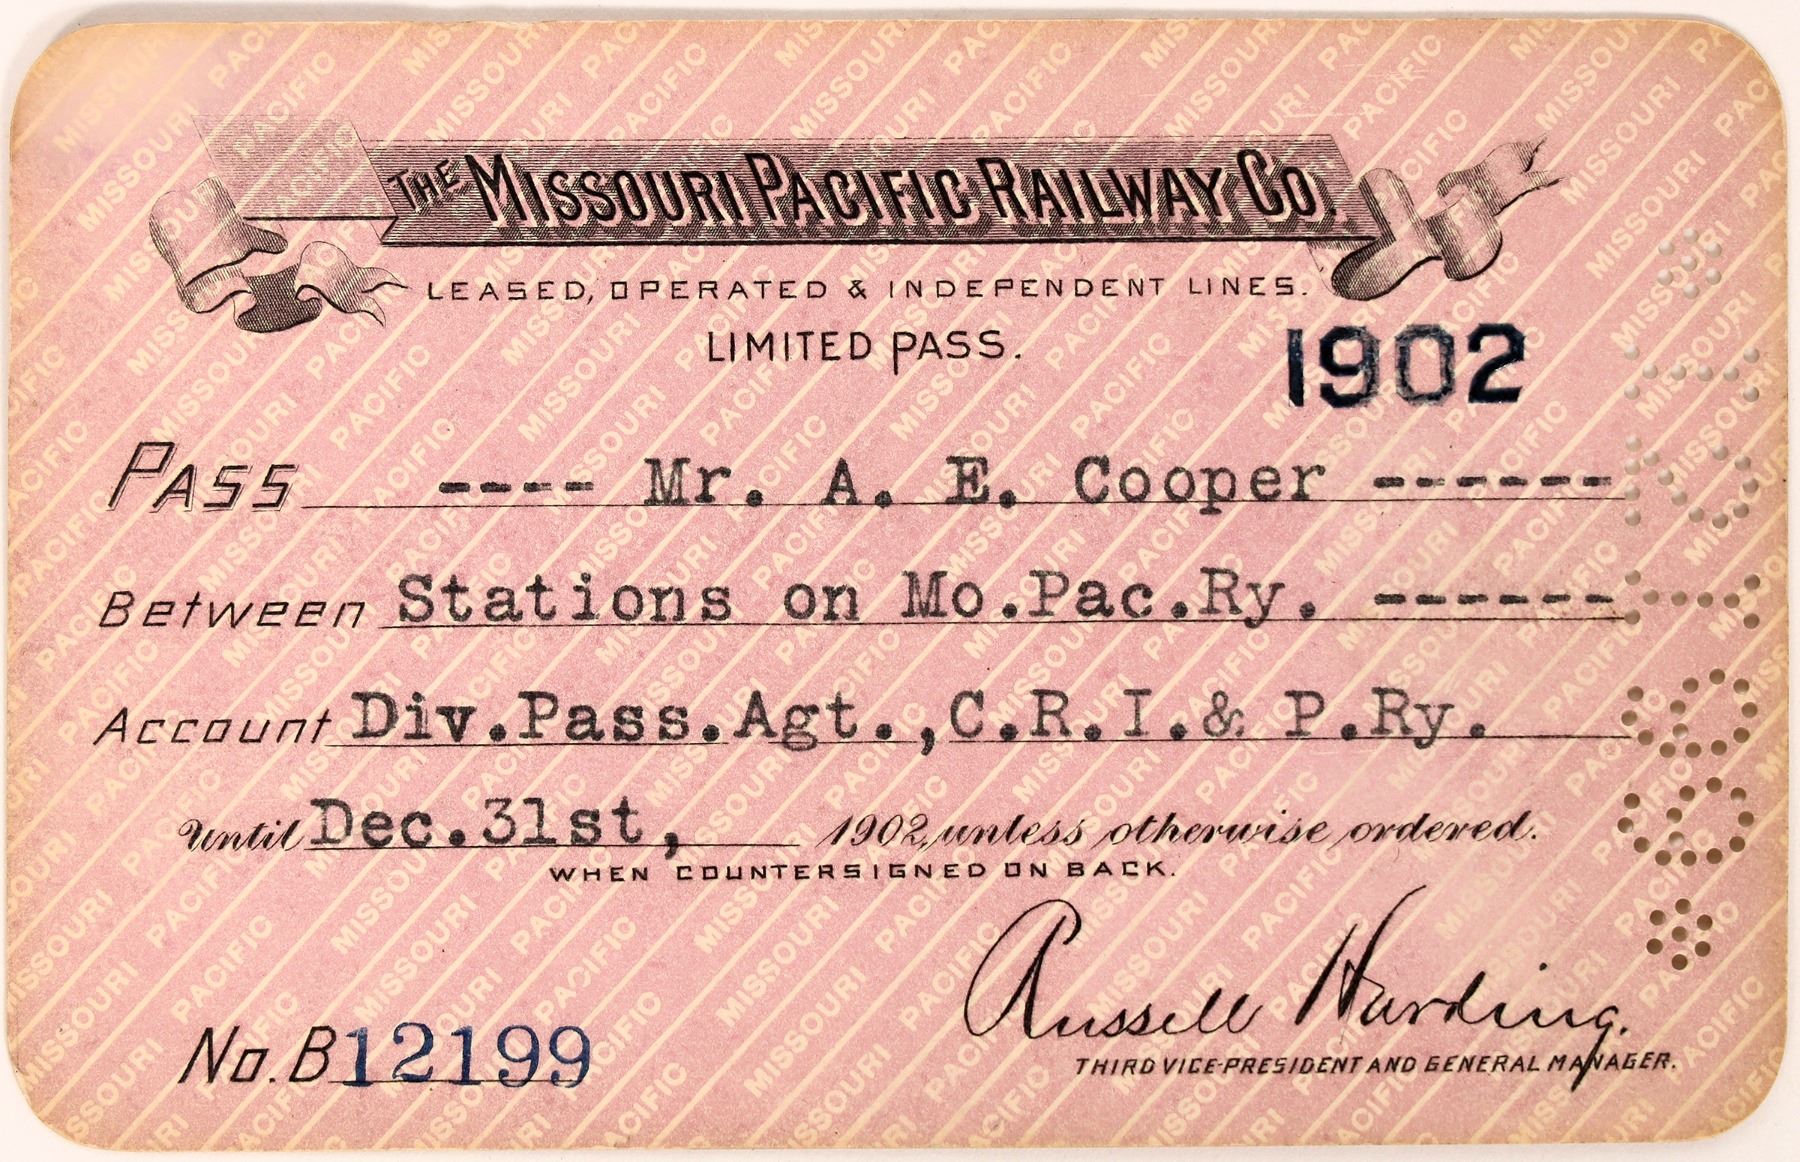 THE MISSOURI PACIFIC RAILWAY CO.
LEASED, OPERATED & INDEPENDENT LINES.
LIMITED PASS.
1902
PASS ---- Mr. A. E. Cooper ------
Between Stations on Mo.Pac.Ry. ------
Account Div.Pass.Agt.,C.R.I.& P.Ry.
Until Dec.31st, 1902, unless otherwise ordered.
WHEN COUNTERSIGNED ON BACK.
Russell Harding.
THIRD VICE-PRESIDENT AND GENERAL MANAGER.
No. B12199